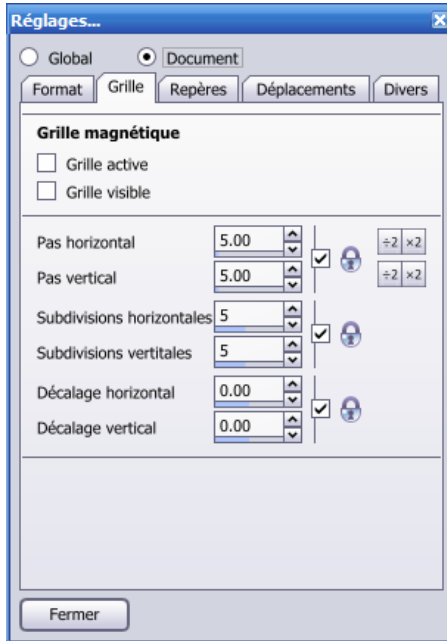 Réglages...
Global Document
Format Grille Repères Déplacements Divers
Grille magnétique
Grille active
Grille visible
Pas horizontal 5.00 ÷2 ×2
Pas vertical 5.00 ÷2 ×2
Subdivisions horizontales 5
Subdivisions vertitales 5
Décalage horizontal 0.00
Décalage vertical 0.00
Fermer